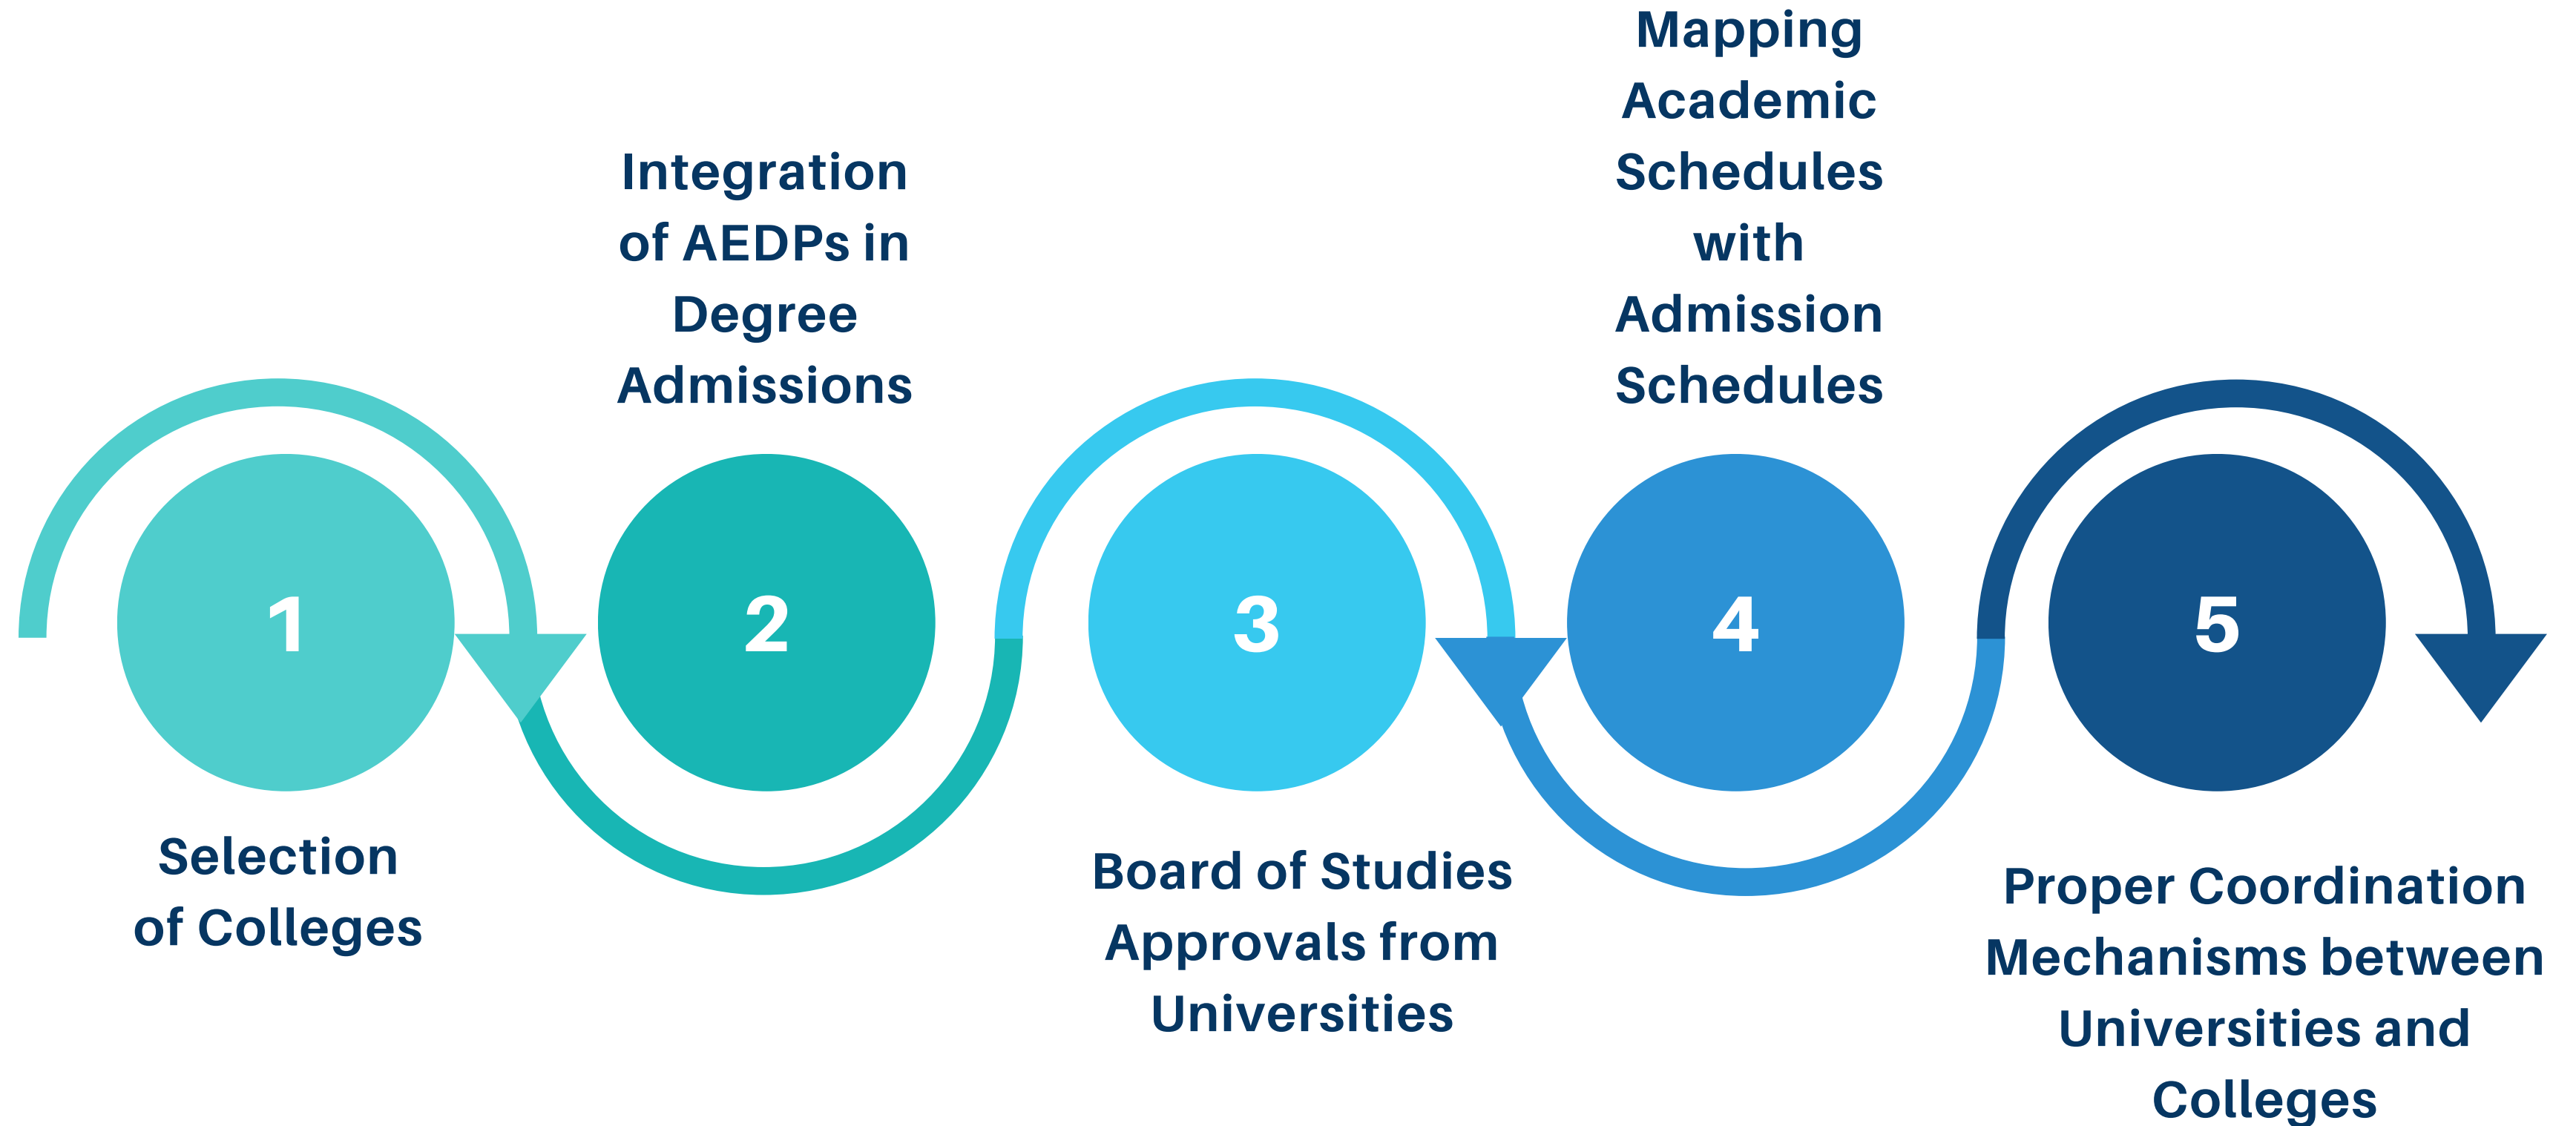 1
Selection
of Colleges
Integration
of AEDPs in
Degree
Admissions
2
3
Board of Studies
Approvals from
Universities
Mapping
Academic
Schedules
with
Admission
Schedules
4
5
Proper Coordination
Mechanisms between
Universities and
Colleges